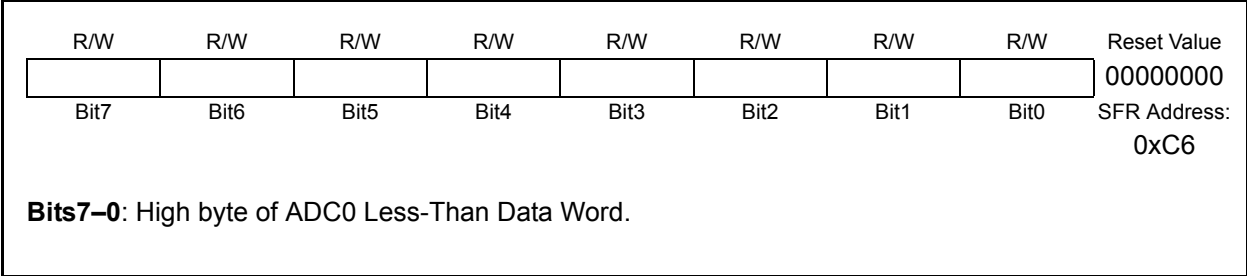 R/W R/W R/W R/W R/W R/W R/W R/W Reset Value
00000000
Bit7 Bit6 Bit5 Bit4 Bit3 Bit2 Bit1 Bit0 SFR Address:
0xC6
Bits7–0: High byte of ADC0 Less-Than Data Word.